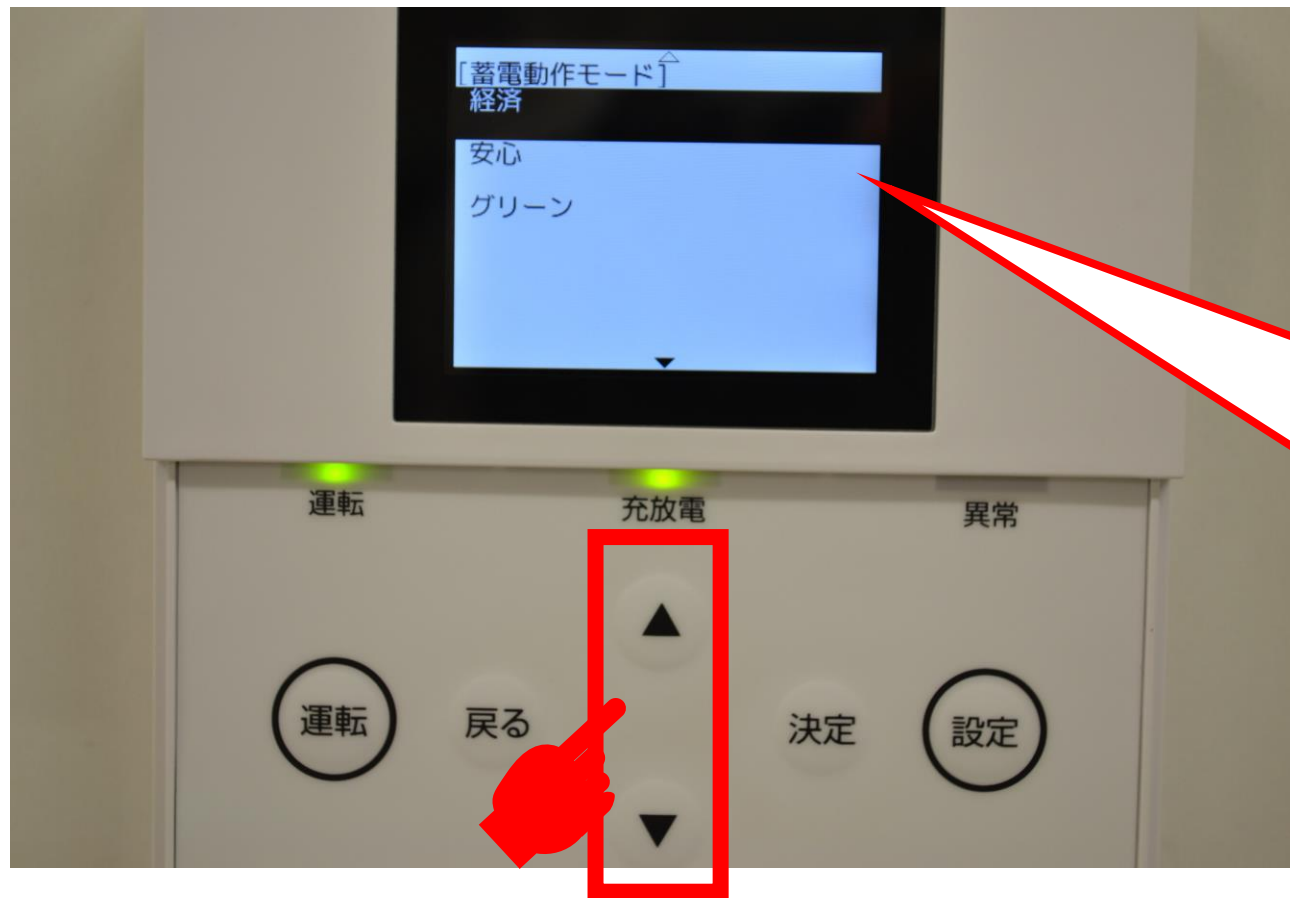 [蓄電動作モード]
経済
安心
グリーン
運転
充放電
異常
運転
戻る
決定
設定